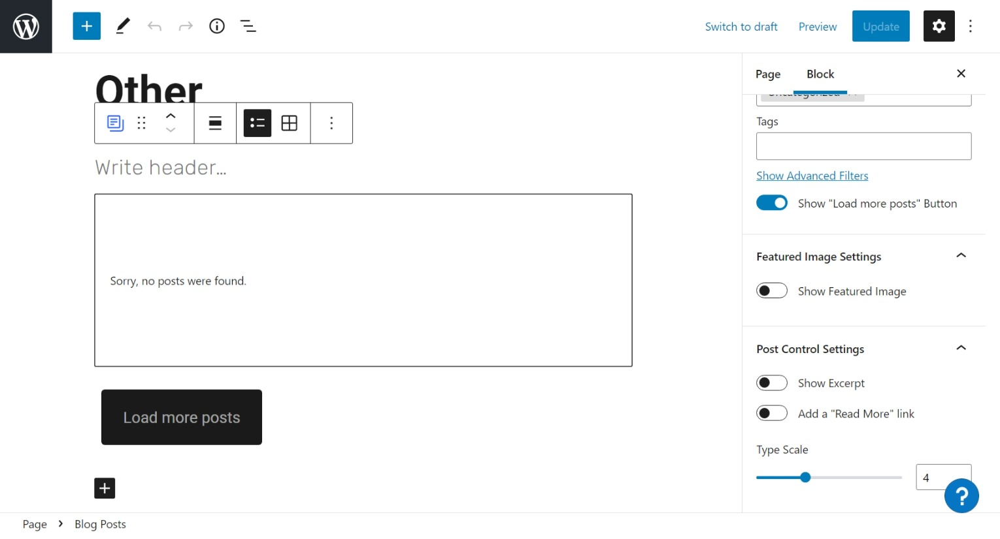 Switch to draft
Preview
Update
Other
Write header...
Sorry, no posts were found.
Load more posts
Page
Block
Uncategorized
Tags
Show Advanced Filters
Show "Load more posts" Button
Featured Image Settings
Show Featured Image
Post Control Settings
Show Excerpt
Add a "Read More" link
Type Scale
4
?
Page › Blog Posts